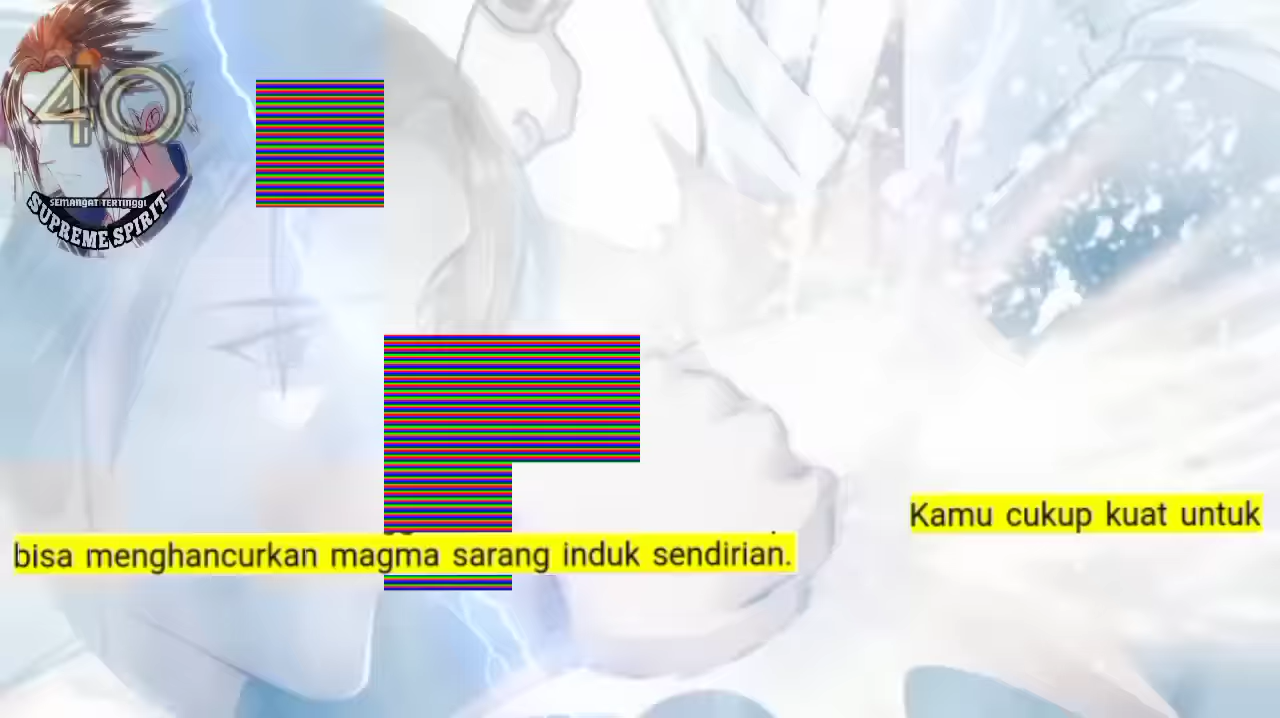 40
SEMANGAT TERTINGGI
SUPREME SPIRIT
Kamu cukup kuat untuk
bisa menghancurkan magma sarang induk sendirian.